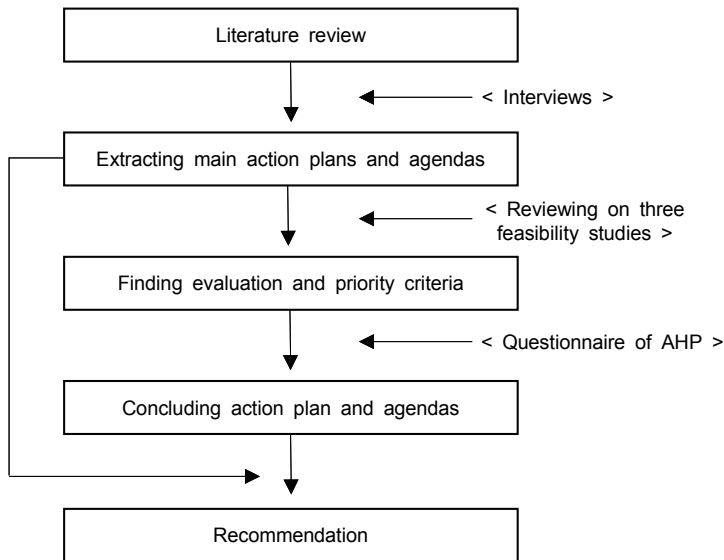 Literature review
< Interviews >
Extracting main action plans and agendas
< Reviewing on three
feasibility studies >
Finding evaluation and priority criteria
< Questionnaire of AHP >
Concluding action plan and agendas
Recommendation